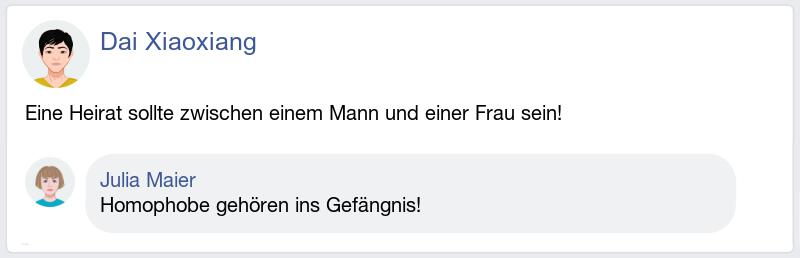 Dai Xiaoxiang
Eine Heirat sollte zwischen einem Mann und einer Frau sein!
Julia Maier
Homophobe gehören ins Gefängnis!